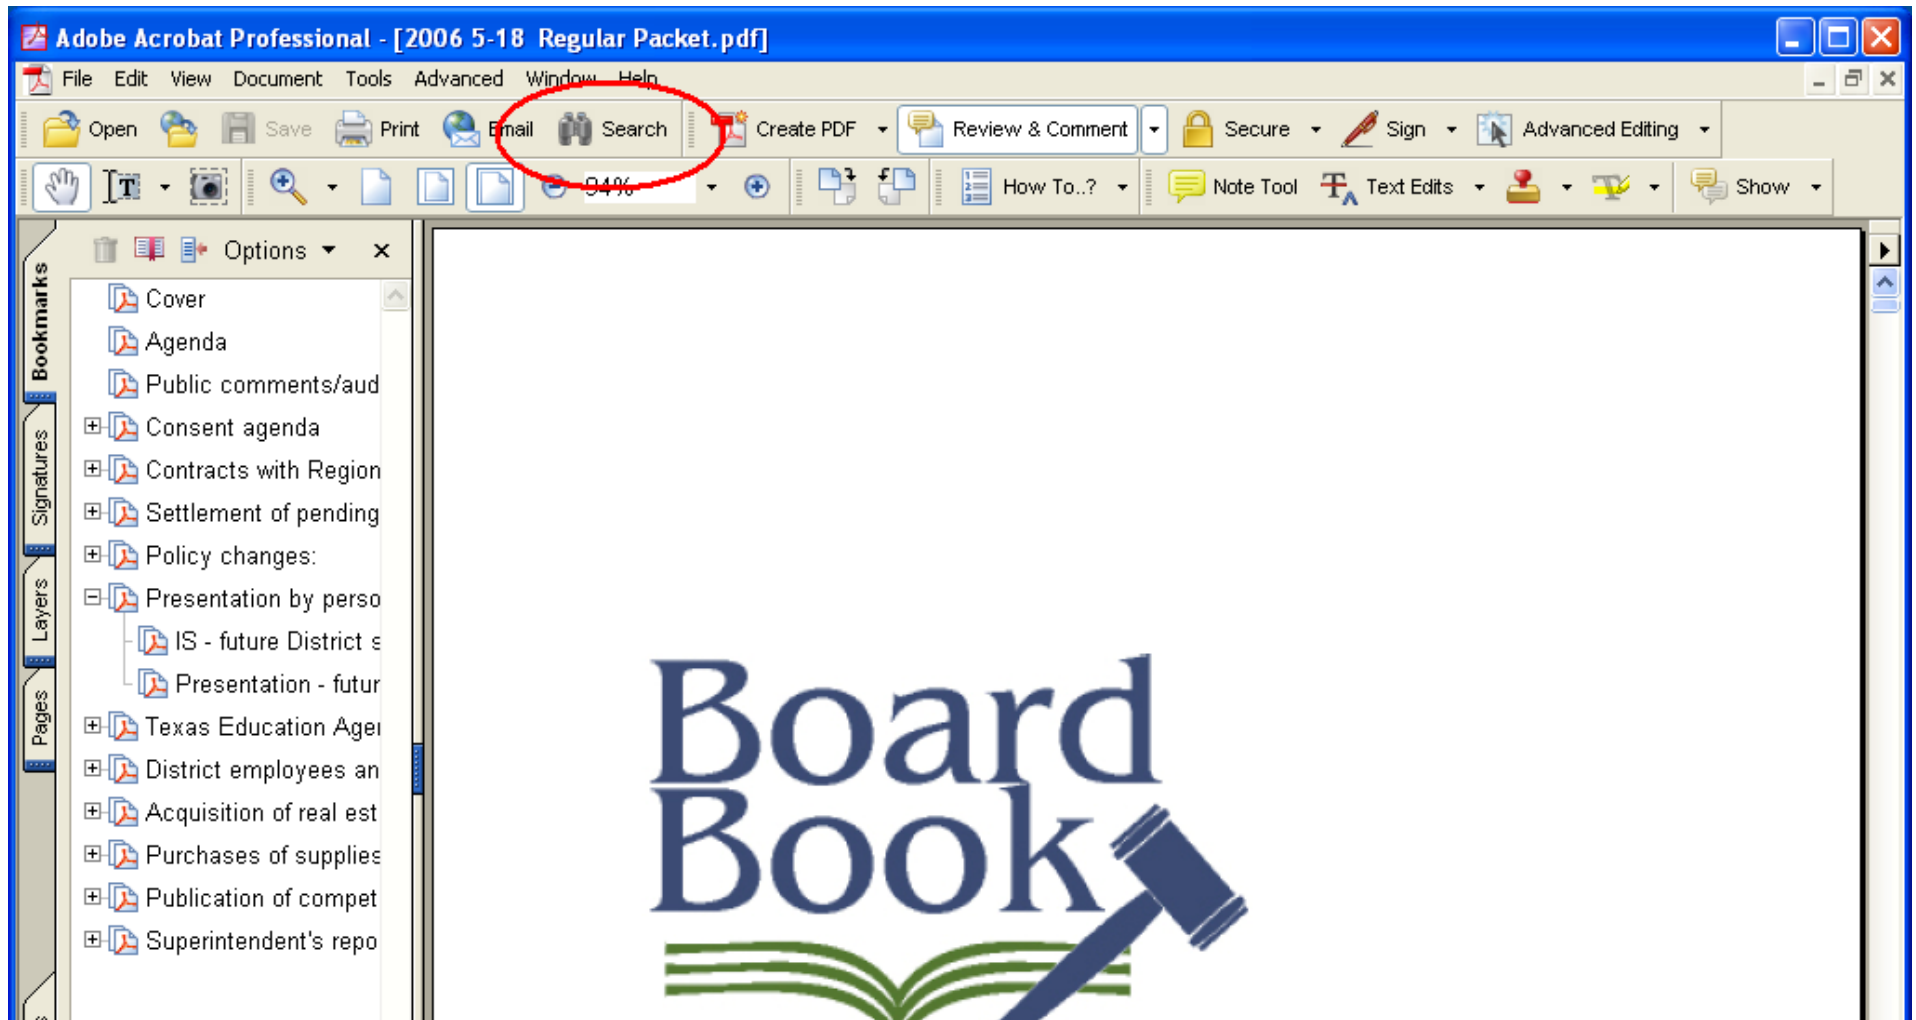 Adobe Acrobat Professional - [2006 5-18 Regular Packet.pdf]
File Edit View Document Tools Advanced Window Help
Open Save Print Email Search Create PDF Review & Comment Secure Sign Advanced Editing
94% How To..? Note Tool Text Edits Show
Options
Bookmarks
Signatures
Layers
Pages
Cover
Agenda
Public comments/aud
Consent agenda
Contracts with Region
Settlement of pending
Policy changes:
Presentation by perso
IS - future District s
Presentation - futur
Texas Education Agen
District employees an
Acquisition of real est
Purchases of supplies
Publication of compet
Superintendent's repo
Board
Book